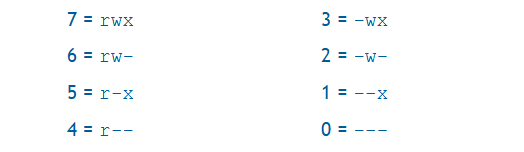 7 = rwx
6 = rw-
5 = r-x
4 = r--
3 = -wx
2 = -w-
1 = --x
0 = ---